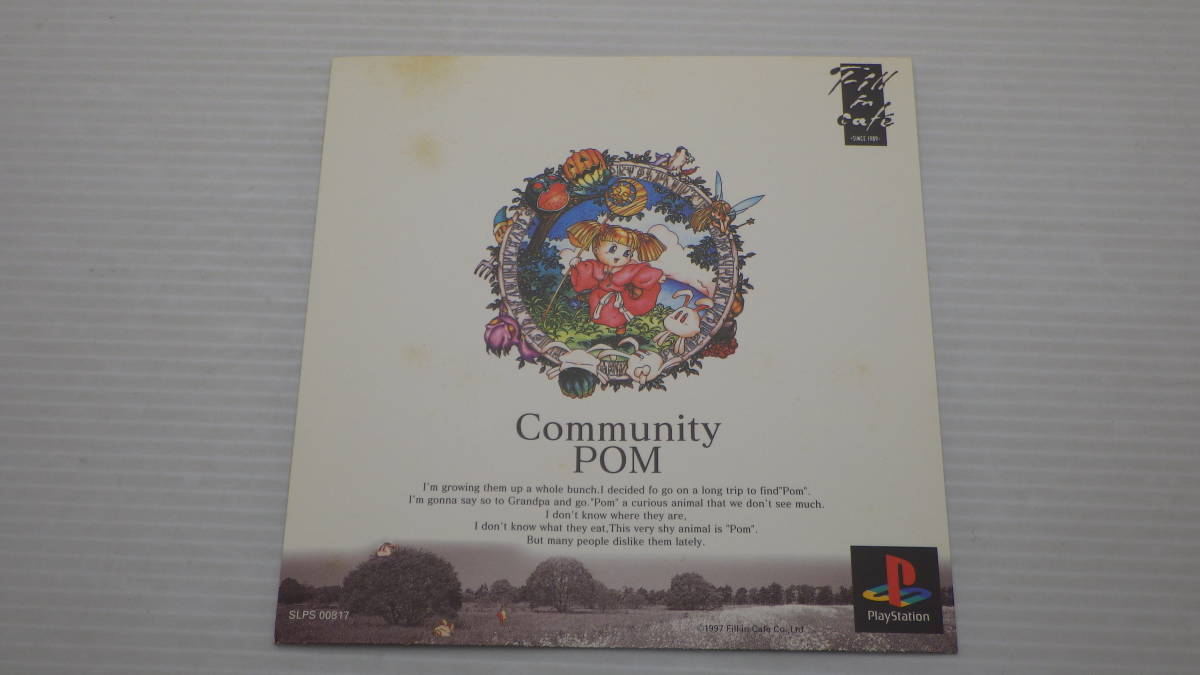 Fill
in
café
•SINCE 1989•
Community
POM
I'm growing them up a whole bunch.I decided fo go on a long trip to find"Pom".
I'm gonna say so to Grandpa and go."Pom" a curious animal that we don't see much.
I don't know where they are,
I don't know what they eat,This very shy animal is "Pom".
But many people dislike them lately.
SLPS 00817
©1997 Fill-in Cafe Co.,Ltd
PlayStation